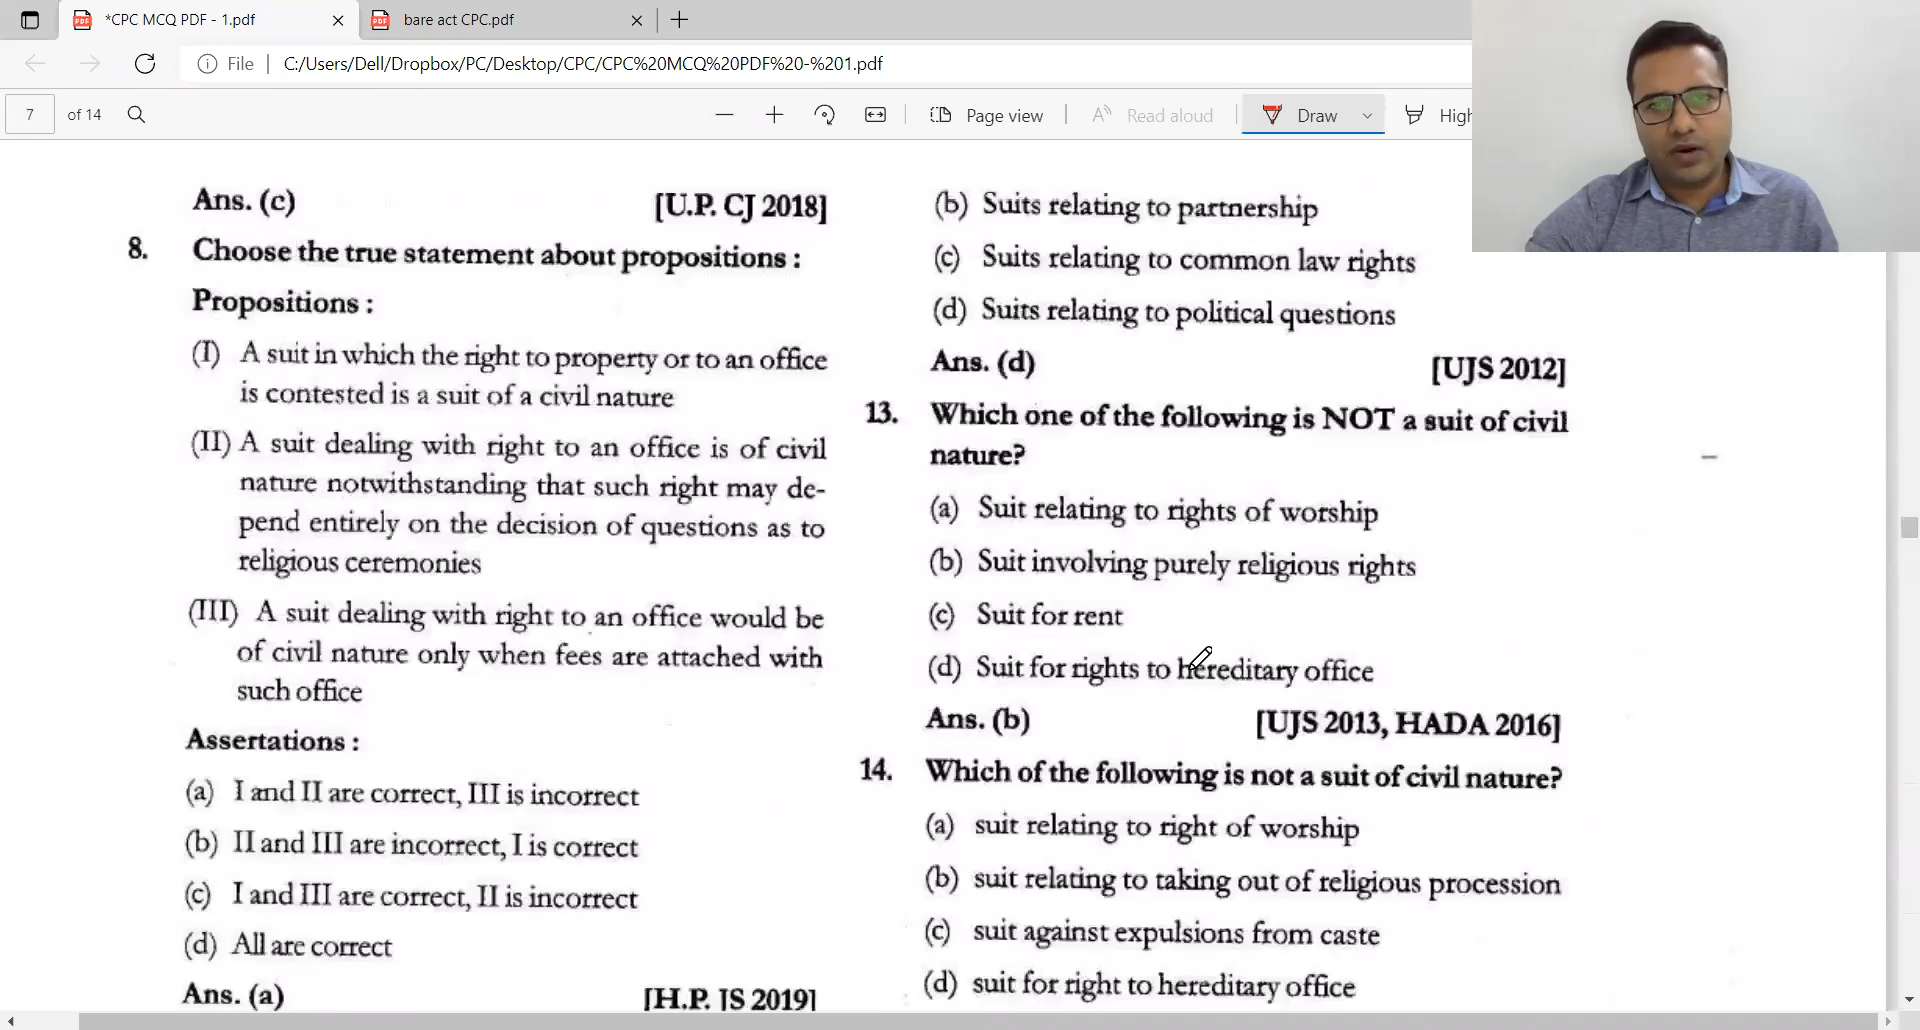 *CPC MCQ PDF - 1.pdf
bare act CPC.pdf
File
C:/Users/Dell/Dropbox/PC/Desktop/CPC/CPC%20MCQ%20PDF%20-%201.pdf
7 of 14
Page view
Read aloud
Draw
High
Ans. (c) [U.P. CJ 2018]
8. Choose the true statement about propositions :
Propositions :
(I) A suit in which the right to property or to an office
is contested is a suit of a civil nature
(II) A suit dealing with right to an office is of civil
nature notwithstanding that such right may de-
pend entirely on the decision of questions as to
religious ceremonies
(III) A suit dealing with right to an office would be
of civil nature only when fees are attached with
such office
Assertations :
(a) I and II are correct, III is incorrect
(b) II and III are incorrect, I is correct
(c) I and III are correct, II is incorrect
(d) All are correct
Ans. (a) [H.P. JS 2019]
(b) Suits relating to partnership
(c) Suits relating to common law rights
(d) Suits relating to political questions
Ans. (d) [UJS 2012]
13. Which one of the following is NOT a suit of civil
nature?
(a) Suit relating to rights of worship
(b) Suit involving purely religious rights
(c) Suit for rent
(d) Suit for rights to hereditary office
Ans. (b) [UJS 2013, HADA 2016]
14. Which of the following is not a suit of civil nature?
(a) suit relating to right of worship
(b) suit relating to taking out of religious procession
(c) suit against expulsions from caste
(d) suit for right to hereditary office